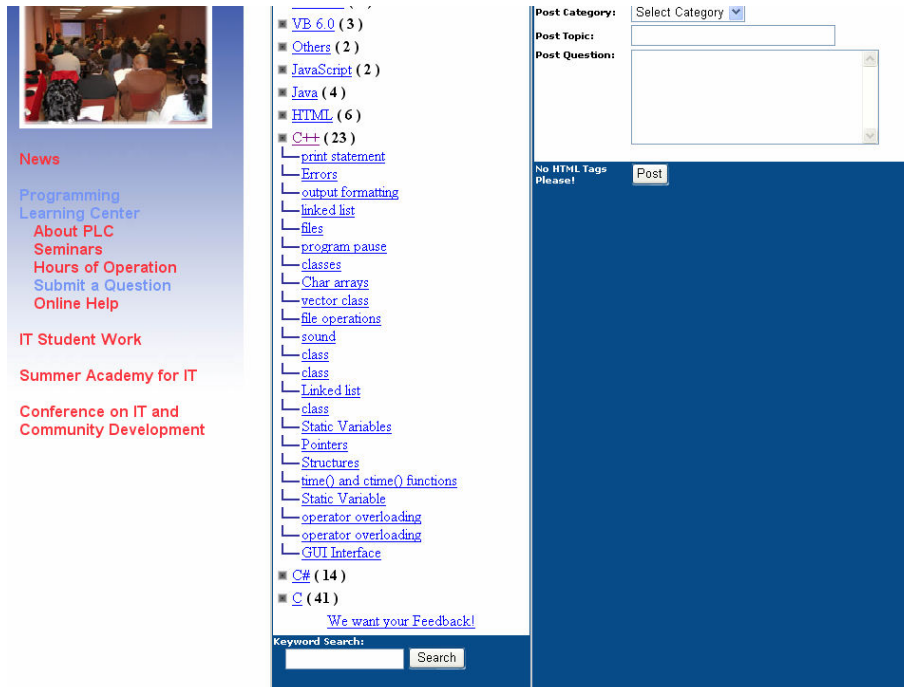 News
Programming
Learning Center
About PLC
Seminars
Hours of Operation
Submit a Question
Online Help
IT Student Work
Summer Academy for IT
Conference on IT and
Community Development
VB 6.0 ( 3 )
Others ( 2 )
JavaScript ( 2 )
Java ( 4 )
HTML ( 6 )
C++ ( 23 )
print statement
Errors
output formatting
linked list
files
program pause
classes
Char arrays
vector class
file operations
sound
class
class
Linked list
class
Static Variables
Pointers
Structures
time() and ctime() functions
Static Variable
operator overloading
operator overloading
GUI Interface
C# ( 14 )
C ( 41 )
We want your Feedback!
Keyword Search:
Search
Post Category: Select Category
Post Topic:
Post Question:
No HTML Tags
Please!
Post